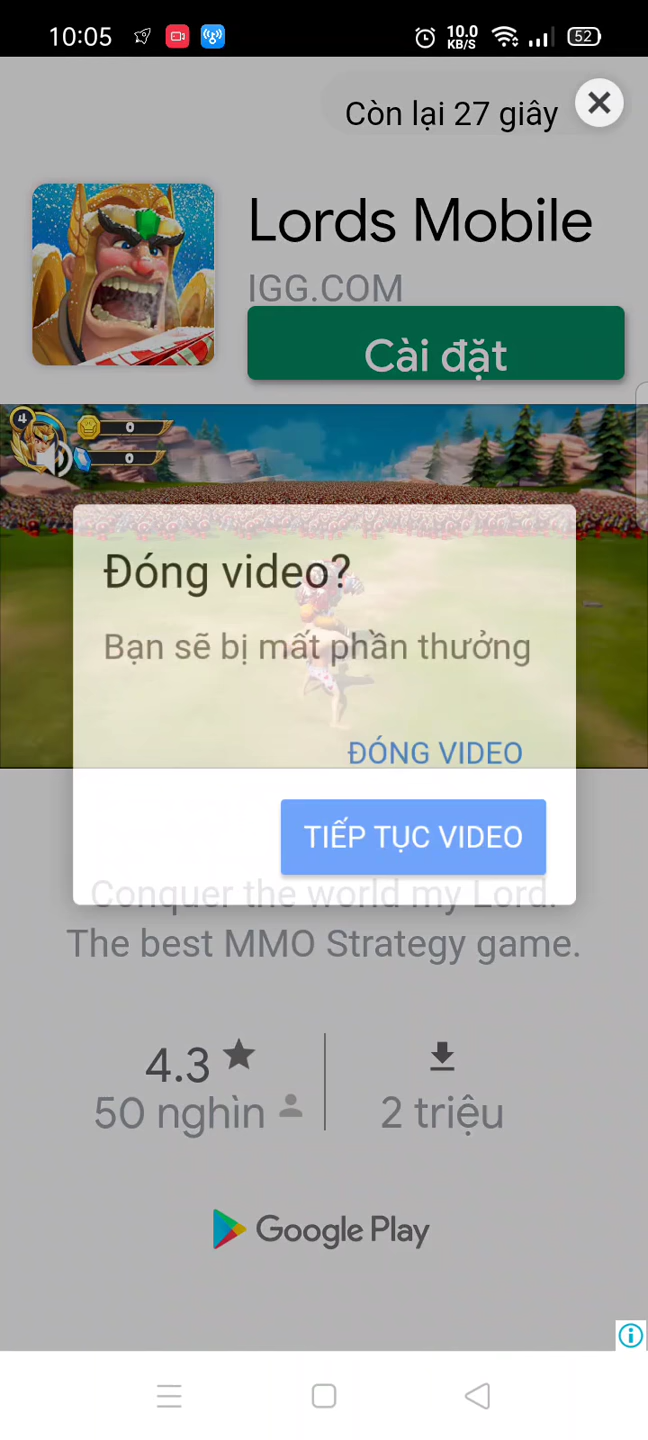 10:05
10.0
KB/S
52
Còn lại 27 giây
Lords Mobile
IGG.COM
Cài đặt
4
0
0
Đóng video?
Bạn sẽ bị mất phần thưởng
ĐÓNG VIDEO
TIẾP TỤC VIDEO
Conquer the world my Lord.
The best MMO Strategy game.
4.3
50 nghìn
2 triệu
Google Play